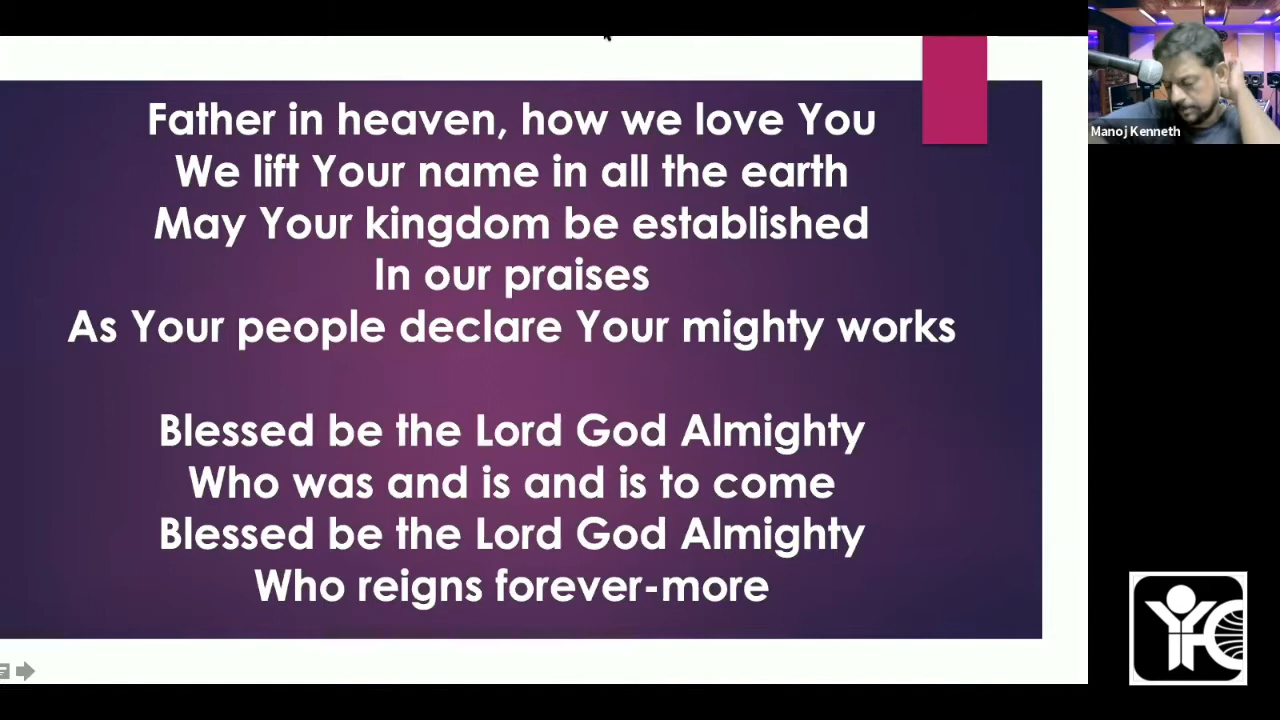 Father in heaven, how we love You
We lift Your name in all the earth
May Your kingdom be established
In our praises
As Your people declare Your mighty works
Blessed be the Lord God Almighty
Who was and is and is to come
Blessed be the Lord God Almighty
Who reigns forever-more
Manoj Kenneth
YFC